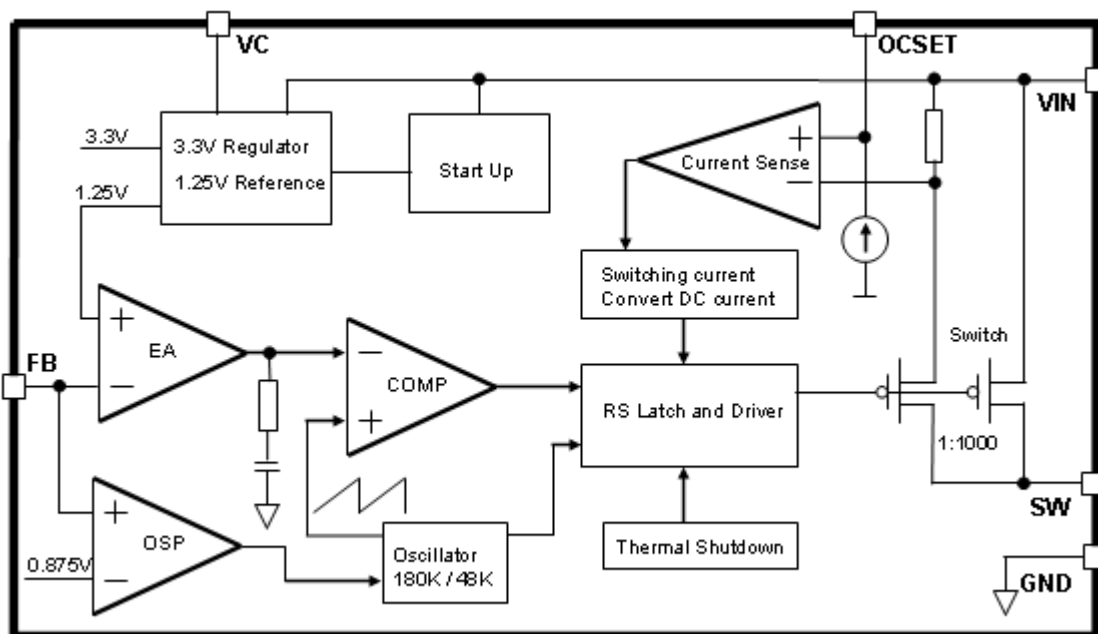 VC
OCSET
VIN
3.3V
3.3V Regulator
1.25V Reference
Start Up
+
Current Sense
−
1.25V
Switching current
Convert DC current
Switch
FB
+
EA
−
−
COMP
+
RS Latch and Driver
1:1000
SW
+
OSP
−
0.875V
Oscillator
180K / 48K
Thermal Shutdown
GND